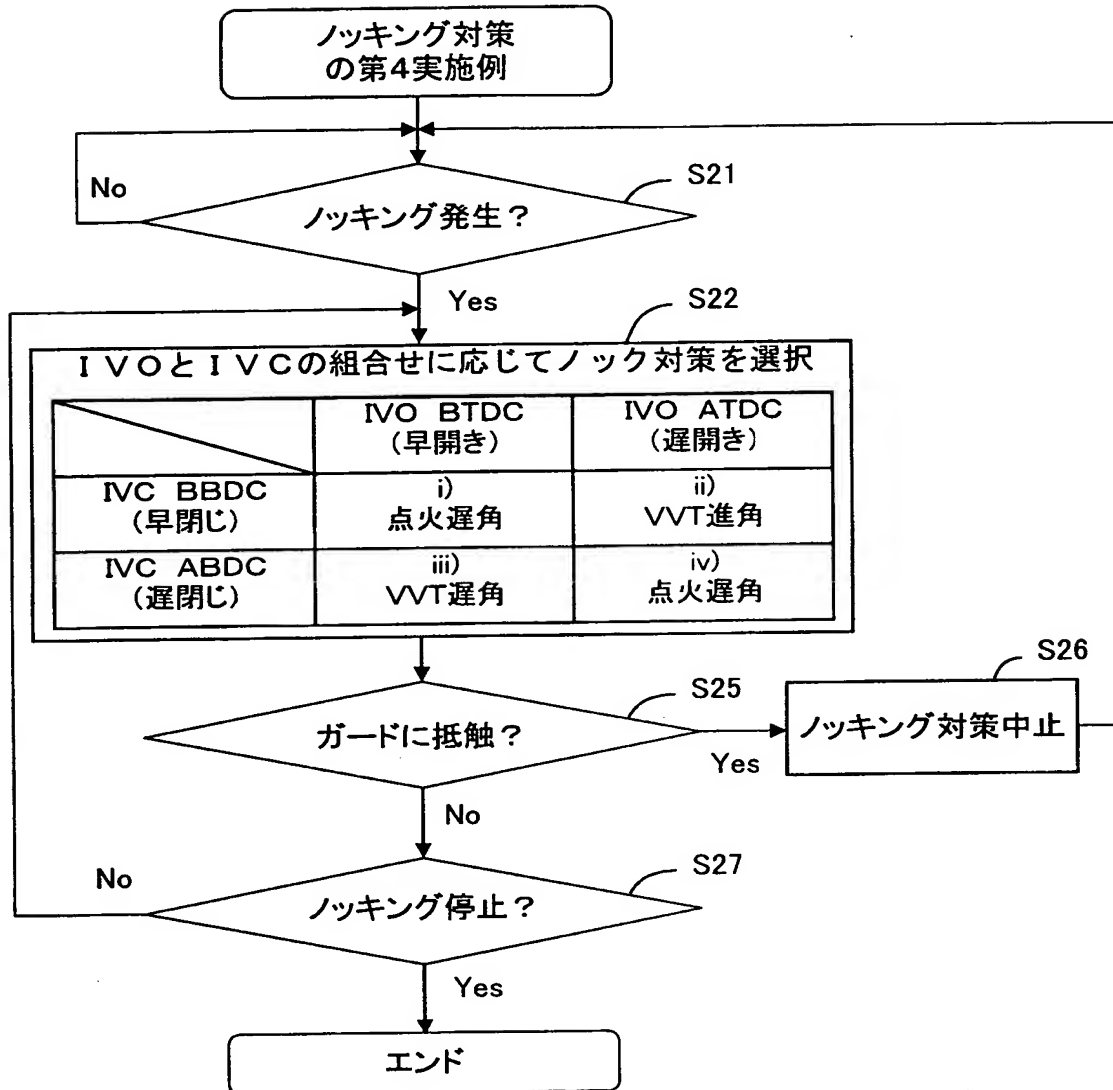 ノッキング対策
の第4実施例
S21
No
ノッキング発生？
Yes
S22
ＩＶＯとＩＶＣの組合せに応じてノック対策を選択
IVO BTDC
(早開き)
IVO ATDC
(遅開き)
IVC BBDC
(早閉じ)
i)
点火遅角
ii)
VVT進角
IVC ABDC
(遅閉じ)
iii)
VVT遅角
iv)
点火遅角
S25
S26
ガードに抵触？
Yes
ノッキング対策中止
No
S27
No
ノッキング停止？
Yes
エンド